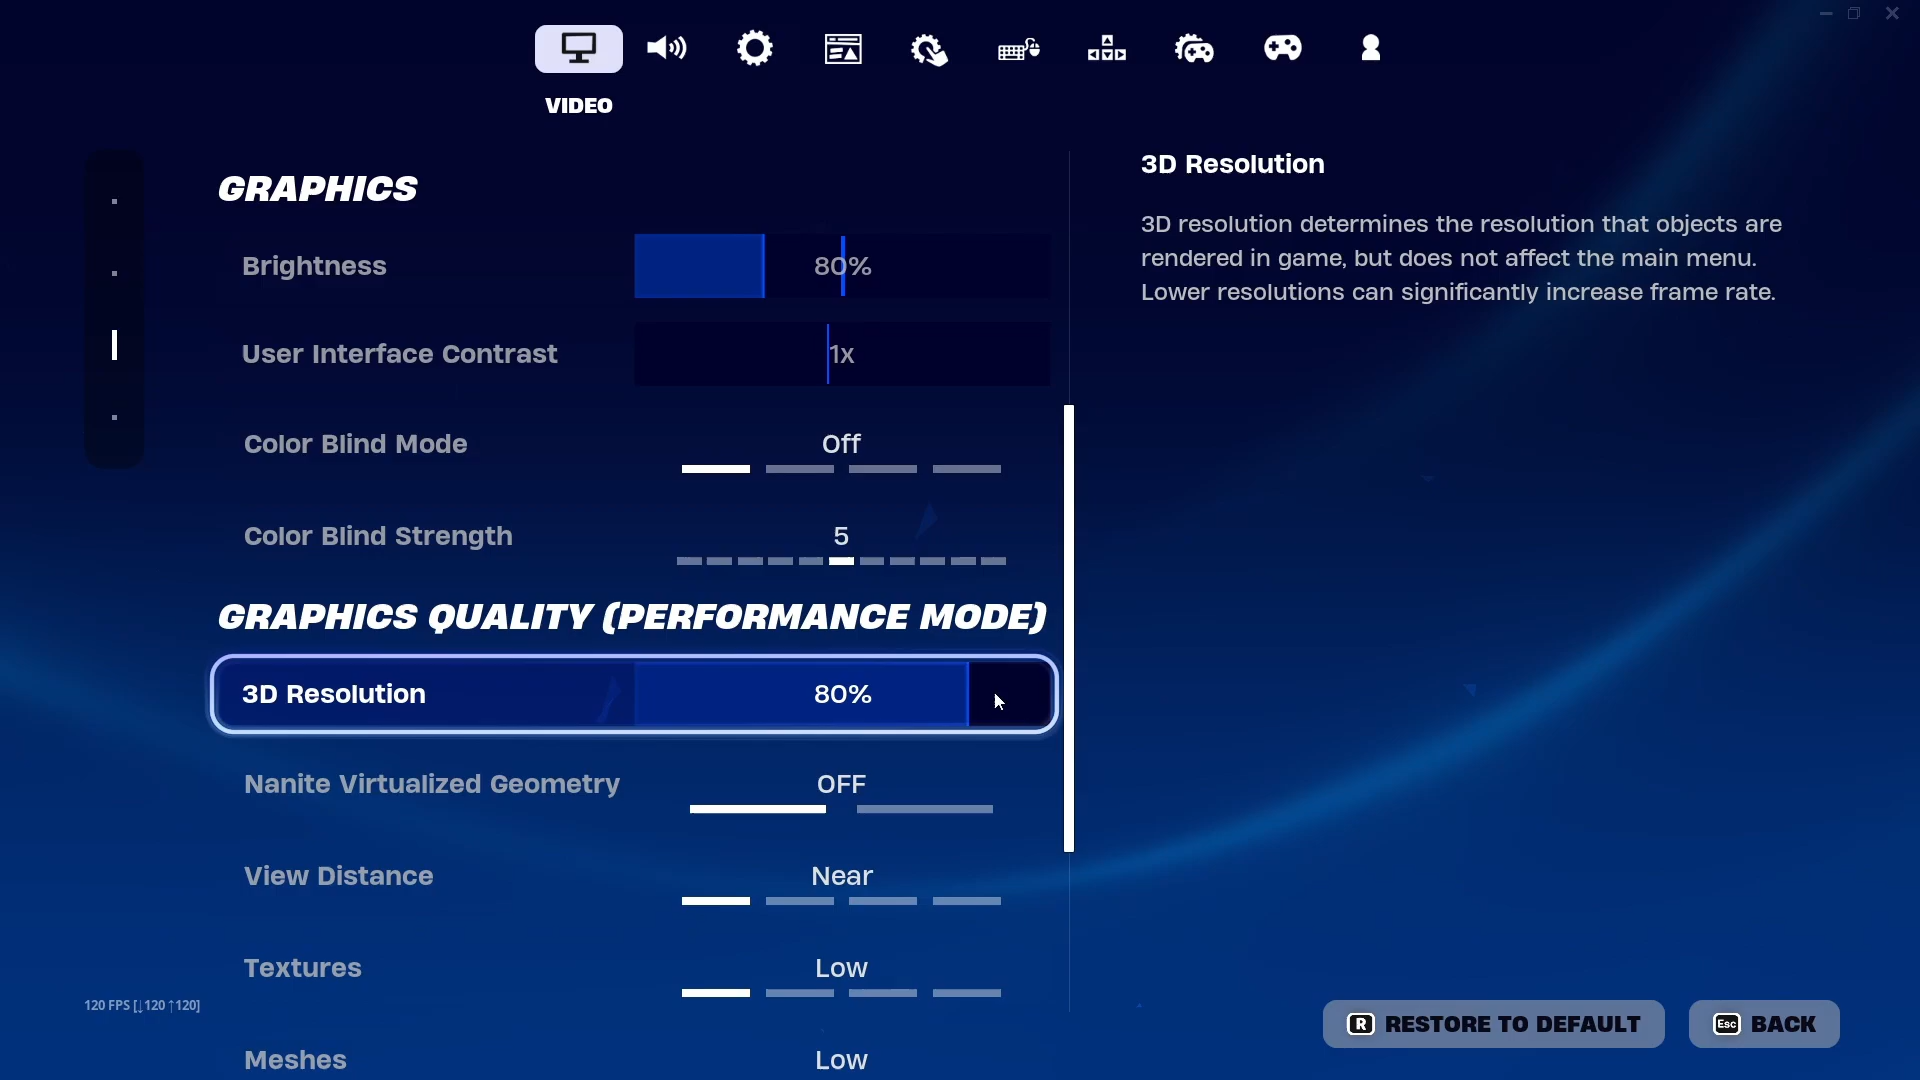 VIDEO
GRAPHICS
Brightness 80%
User Interface Contrast 1x
Color Blind Mode Off
Color Blind Strength 5
GRAPHICS QUALITY (PERFORMANCE MODE)
3D Resolution 80%
Nanite Virtualized Geometry OFF
View Distance Near
Textures Low
Meshes Low
3D Resolution
3D resolution determines the resolution that objects are
rendered in game, but does not affect the main menu.
Lower resolutions can significantly increase frame rate.
120 FPS [↓120 ↑120]
R RESTORE TO DEFAULT
Esc BACK